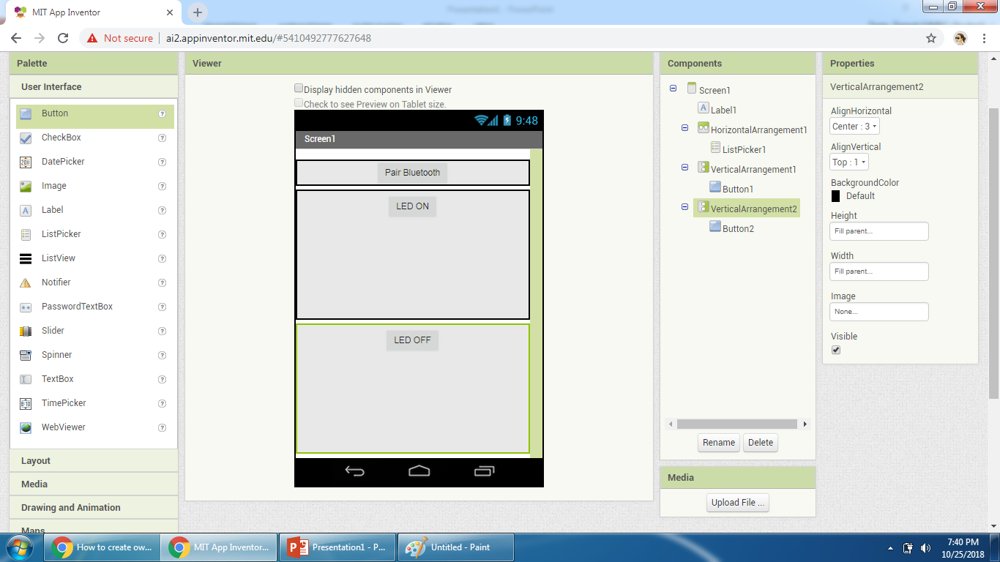 MIT App Inventor
Not secure
ai2.appinventor.mit.edu/#5410492777627648
Palette
User Interface
Button
CheckBox
DatePicker
Image
Label
ListPicker
ListView
Notifier
PasswordTextBox
Slider
Spinner
TextBox
TimePicker
WebViewer
Layout
Media
Drawing and Animation
Maps
Viewer
Display hidden components in Viewer
Check to see Preview on Tablet size.
9:48
Screen1
Pair Bluetooth
LED ON
LED OFF
Components
Screen1
Label1
HorizontalArrangement1
ListPicker1
VerticalArrangement1
Button1
VerticalArrangement2
Button2
Rename
Delete
Media
Upload File ...
Properties
VerticalArrangement2
AlignHorizontal
Center : 3
AlignVertical
Top : 1
BackgroundColor
Default
Height
Fill parent...
Width
Fill parent...
Image
None...
Visible
How to create ow...
MIT App Inventor...
Presentation1 - P...
Untitled - Paint
7:40 PM
10/25/2018